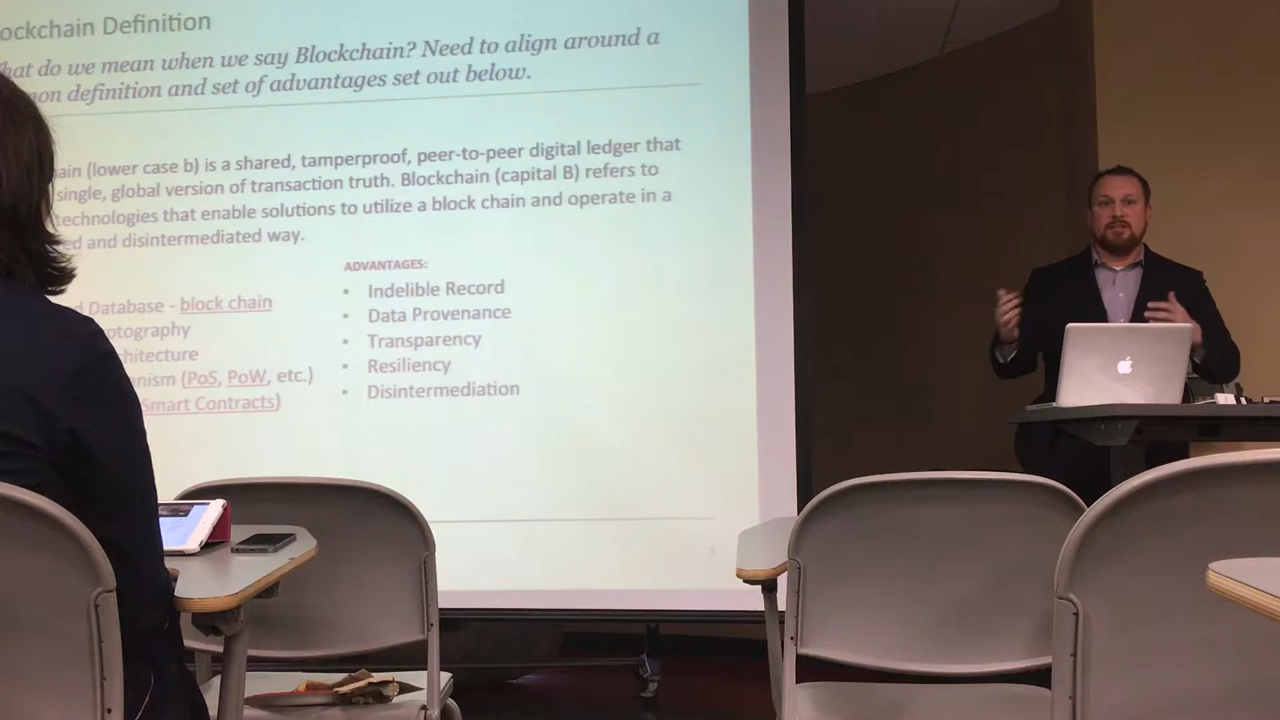 ockchain Definition
hat do we mean when we say Blockchain? Need to align around a
on definition and set of advantages set out below.
ain (lower case b) is a shared, tamperproof, peer-to-peer digital ledger that
single, global version of transaction truth. Blockchain (capital B) refers to
technologies that enable solutions to utilize a block chain and operate in a
ed and disintermediated way.
d Database - block chain
ptography
chitecture
nism (PoS, PoW, etc.)
Smart Contracts)
ADVANTAGES:
• Indelible Record
• Data Provenance
• Transparency
• Resiliency
• Disintermediation